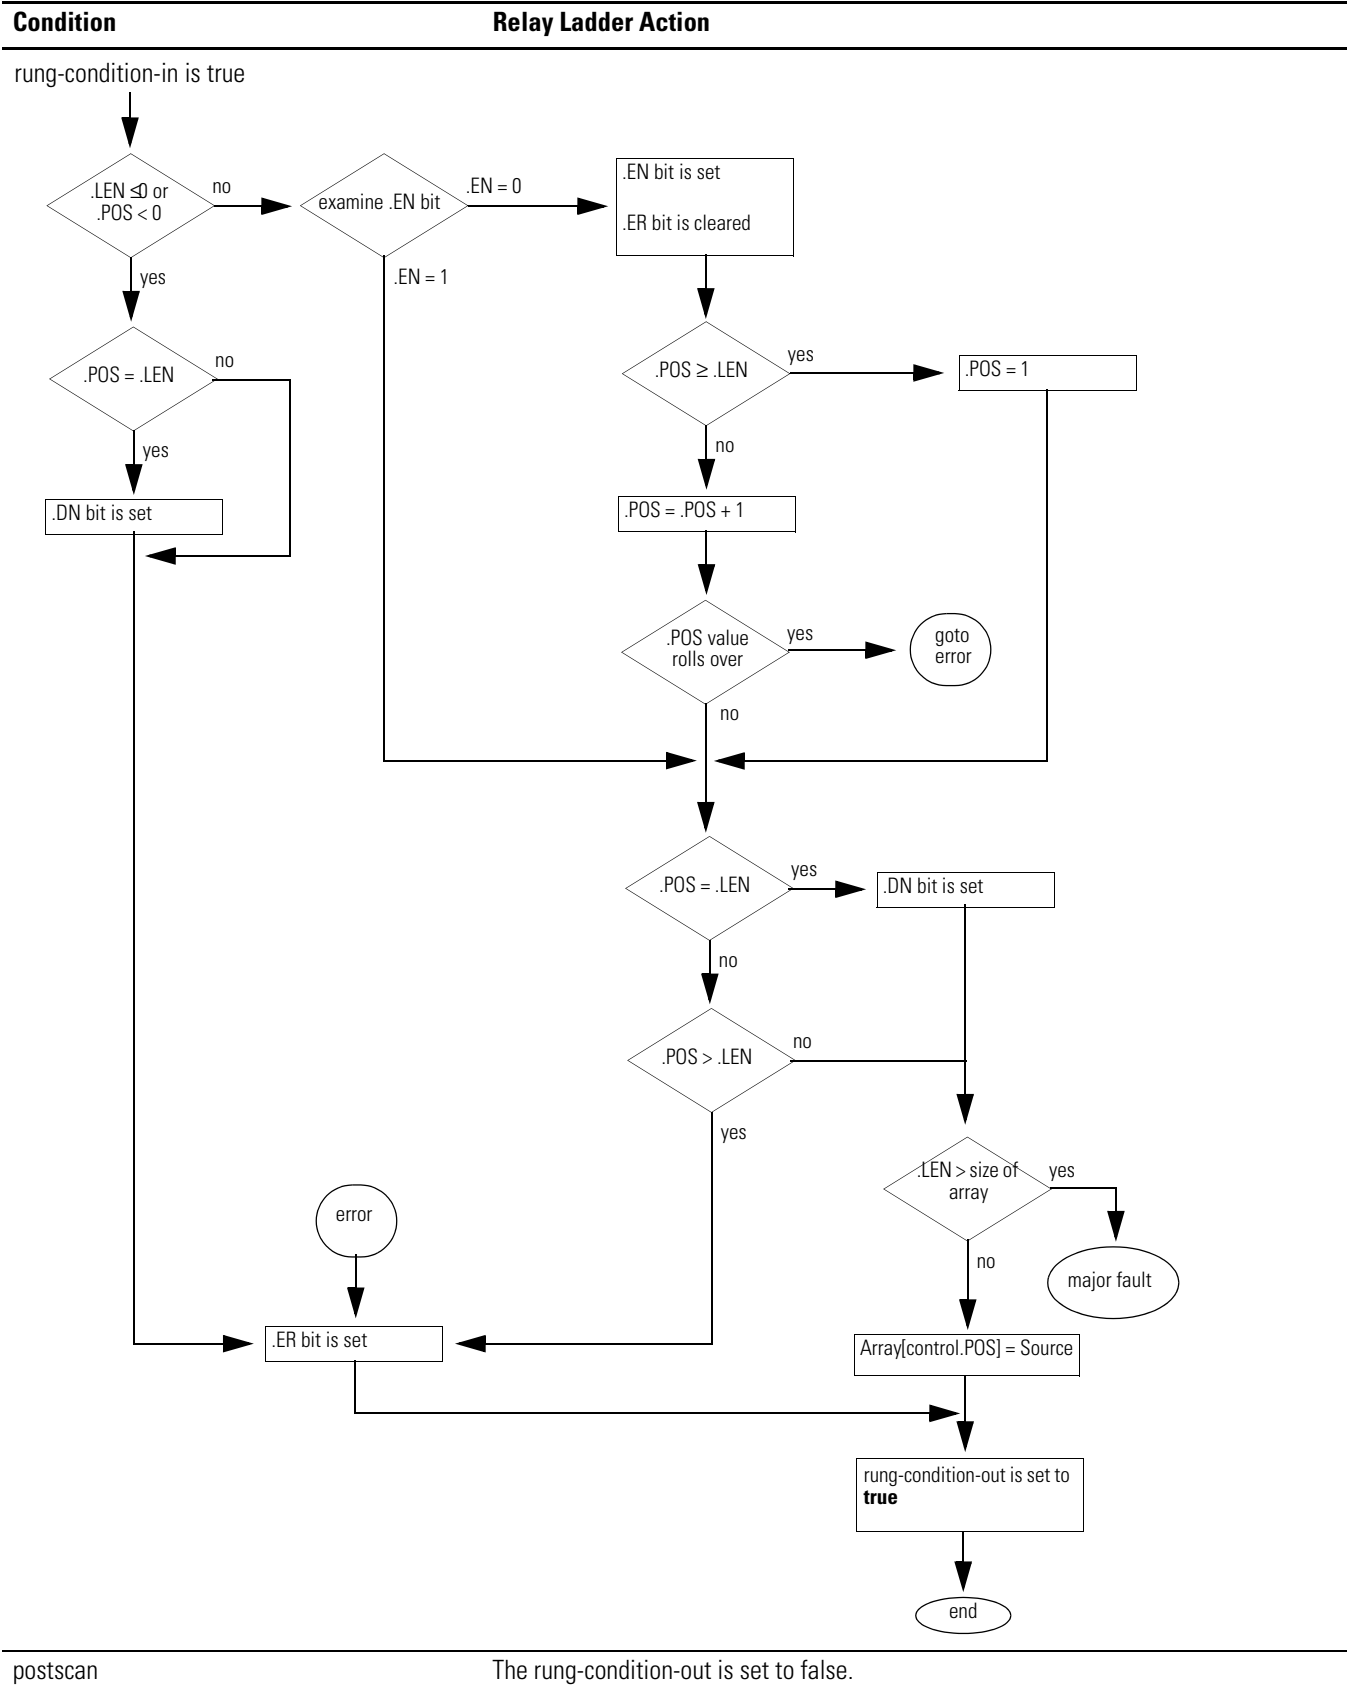 Condition
Relay Ladder Action
rung-condition-in is true
.LEN ≤0 or
.POS < 0
no
examine .EN bit
.EN = 0
.EN bit is set
.ER bit is cleared
yes
.EN = 1
.POS = .LEN
no
.POS ≥ .LEN
yes
.POS = 1
yes
no
.DN bit is set
.POS = .POS + 1
.POS value
rolls over
yes
goto
error
no
.POS = .LEN
yes
.DN bit is set
no
.POS > .LEN
no
yes
.LEN > size of
array
yes
error
no
major fault
.ER bit is set
Array[control.POS] = Source
rung-condition-out is set to
true
end
postscan
The rung-condition-out is set to false.